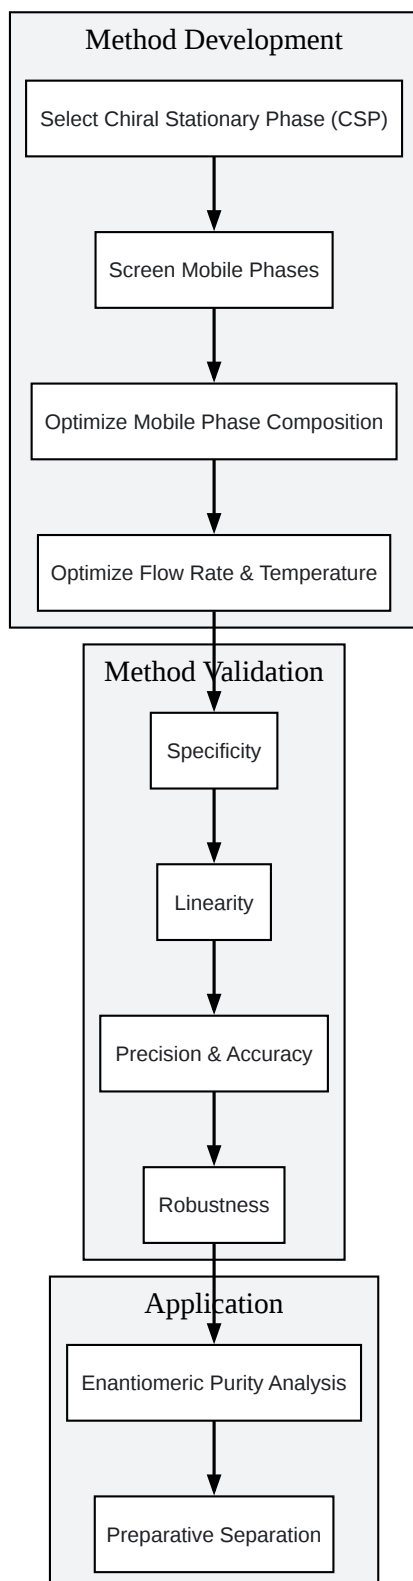 Method Development
Select Chiral Stationary Phase (CSP)
Screen Mobile Phases
Optimize Mobile Phase Composition
Optimize Flow Rate & Temperature
Method Validation
Specificity
Linearity
Precision & Accuracy
Robustness
Application
Enantiomeric Purity Analysis
Preparative Separation